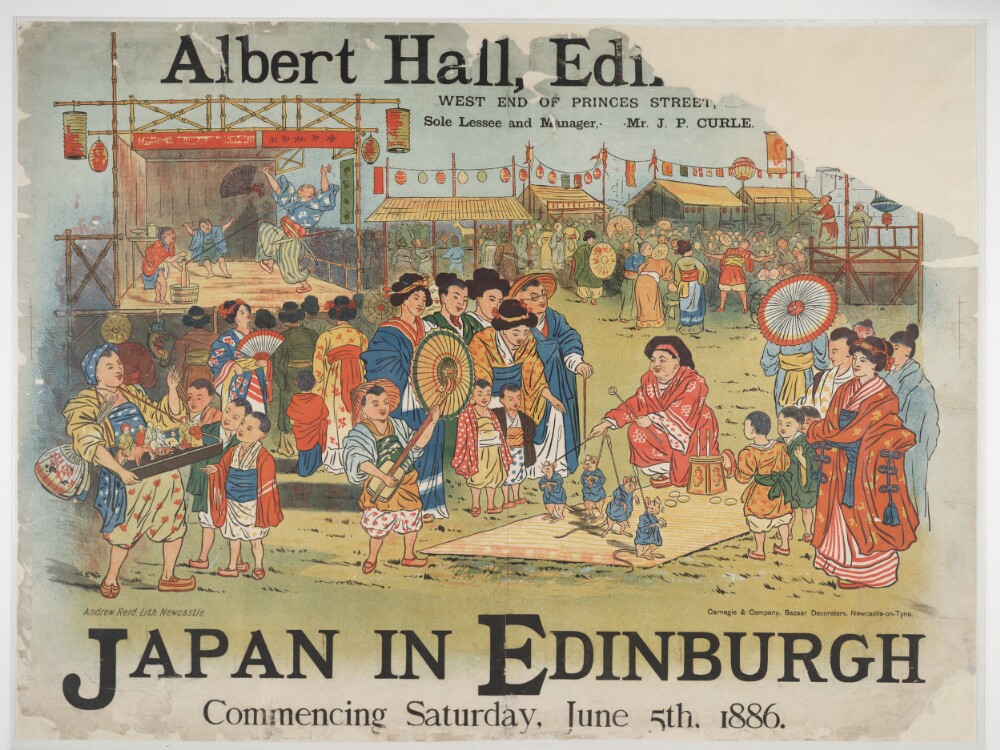 Albert Hall, Edi
WEST END OF PRINCES STREET,
Sole Lessee and Manager, - -Mr. J. P. CURLE.
Andrew Reid, Lith. Newcastle.
Carnegie & Company, Bazaar Decorators, Newcastle-on-Tyne.
JAPAN IN EDINBURGH
Commencing Saturday, June 5th, 1886.